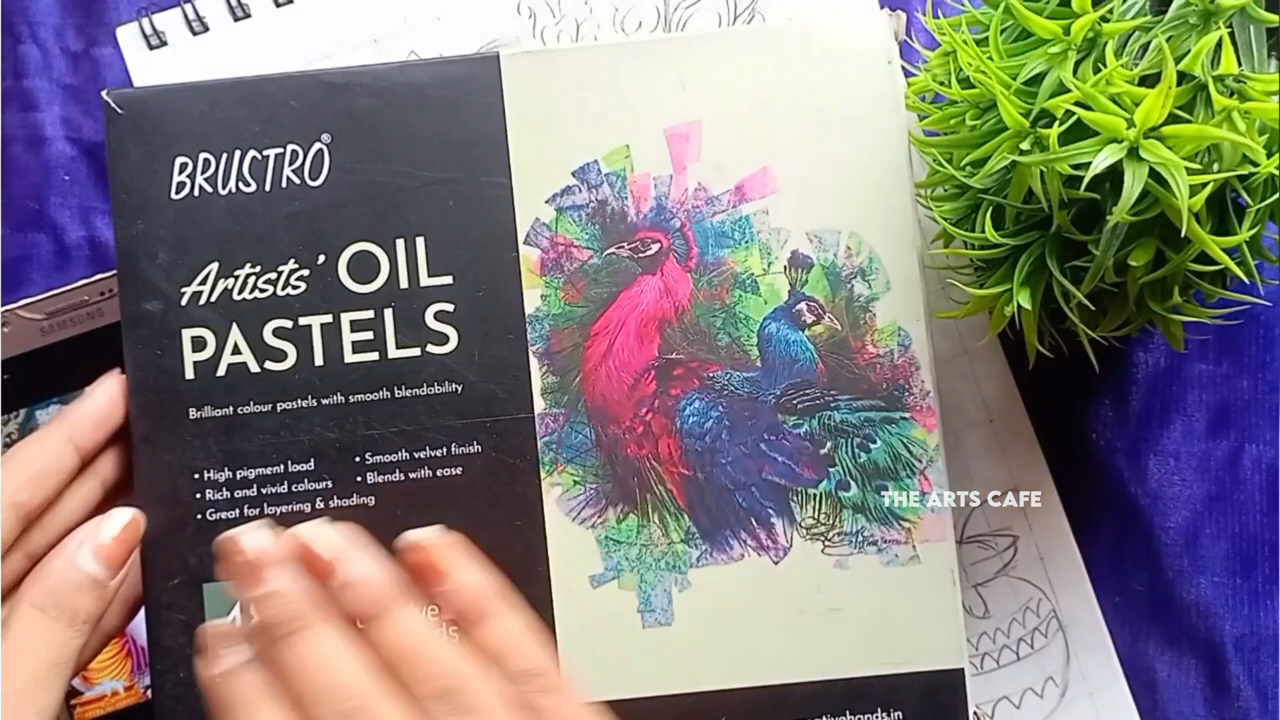 SAMSUNG
BRUSTRO®
Artists' OIL
PASTELS
Brilliant colour pastels with smooth blendability
• High pigment load
• Rich and vivid colours
• Great for layering & shading
• Smooth velvet finish
• Blends with ease
THE ARTS CAFE